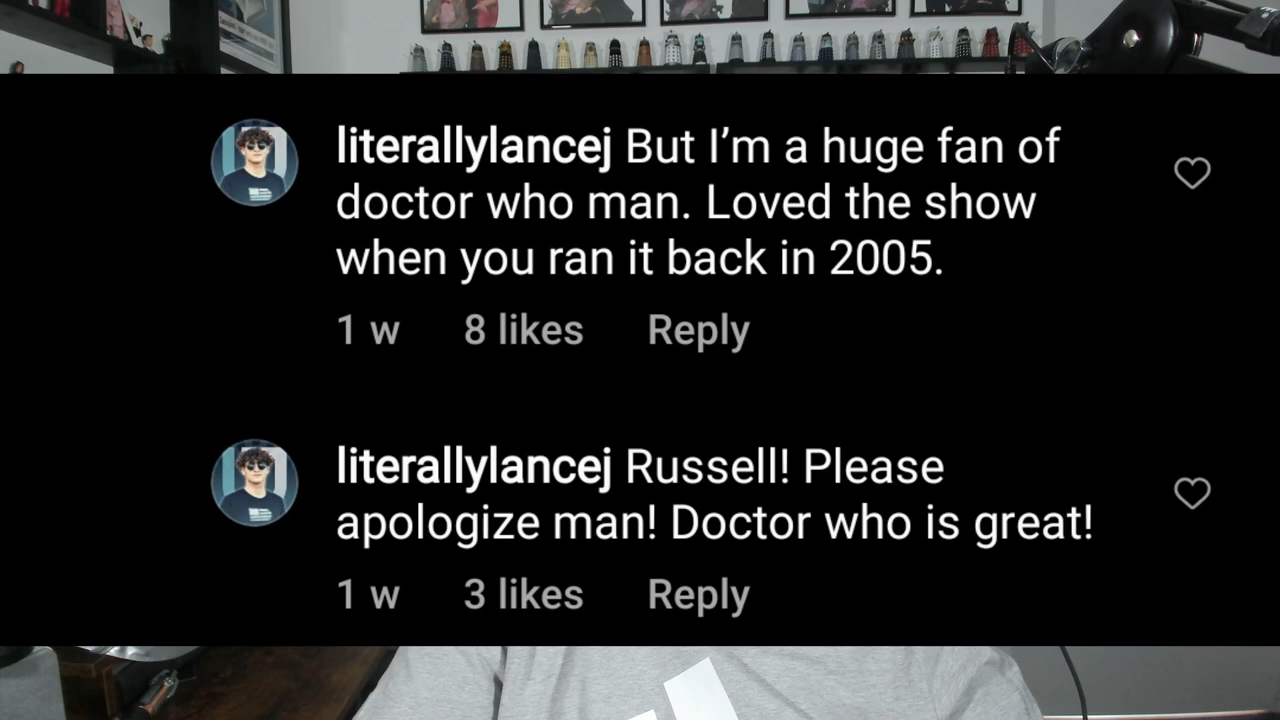 literallylancej But I’m a huge fan of
doctor who man. Loved the show
when you ran it back in 2005.
1 w 8 likes Reply
literallylancej Russell! Please
apologize man! Doctor who is great!
1 w 3 likes Reply